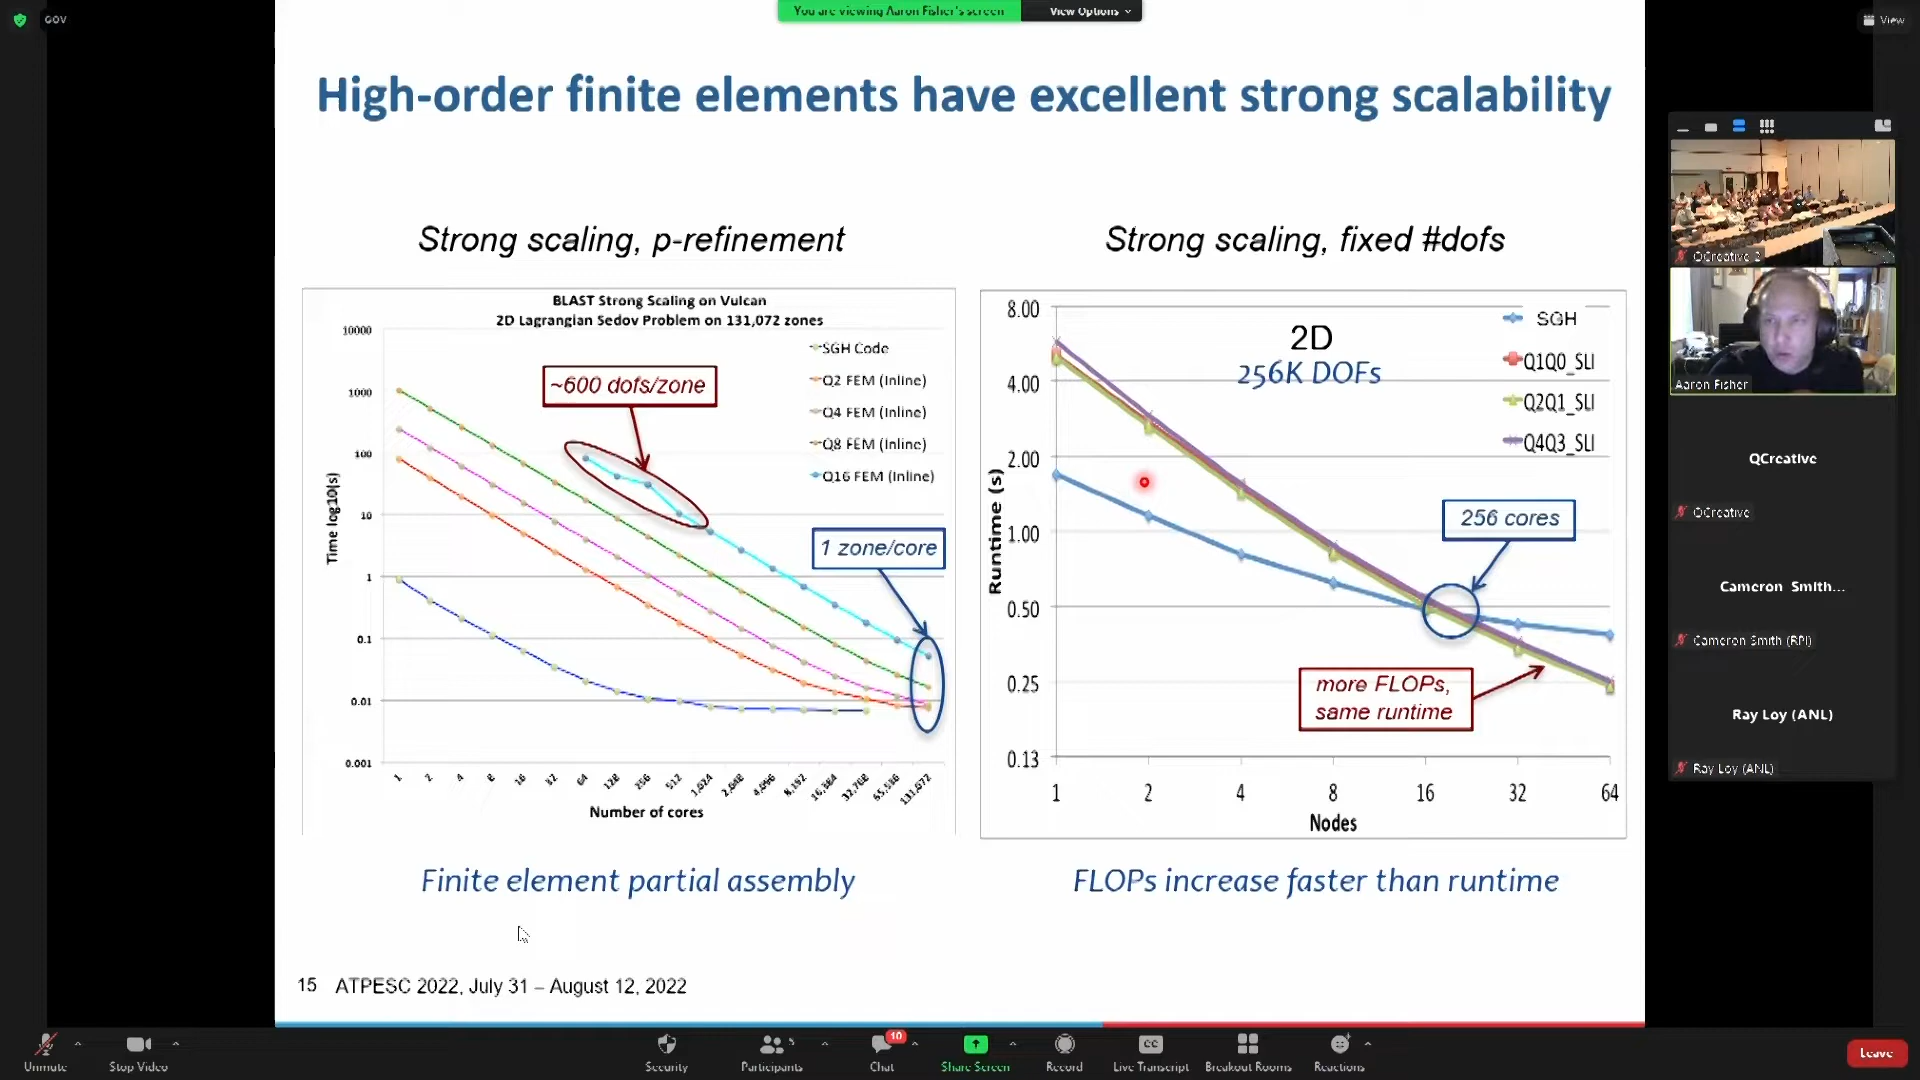 GOV
You are viewing Aaron Fisher's screen
View Options
View
High-order finite elements have excellent strong scalability
Strong scaling, p-refinement
BLAST Strong Scaling on Vulcan
2D Lagrangian Sedov Problem on 131,072 zones
10000
1000
100
10
1
0.1
0.01
0.001
Time log10(s)
SGH Code
Q2 FEM (Inline)
Q4 FEM (Inline)
Q8 FEM (Inline)
Q16 FEM (Inline)
~600 dofs/zone
1 zone/core
1 2 4 8 16 32 64 128 256 512 1,024 2,048 4,096 8,192 16,384 32,768 65,536 131,072
Number of cores
Finite element partial assembly
Strong scaling, fixed #dofs
8.00
4.00
2.00
1.00
0.50
0.25
0.13
Runtime (s)
2D
256K DOFs
SGH
Q1Q0_SLI
Q2Q1_SLI
Q4Q3_SLI
256 cores
more FLOPs,
same runtime
1 2 4 8 16 32 64
Nodes
FLOPs increase faster than runtime
15 ATPESC 2022, July 31 – August 12, 2022
QCreative 2
Aaron Fisher
QCreative
QCreative
Cameron Smith...
Cameron Smith (RPI)
Ray Loy (ANL)
Ray Loy (ANL)
Unmute
Stop Video
Security
Participants
10
Chat
Share Screen
Record
CC
Live Transcript
Breakout Rooms
Reactions
Leave